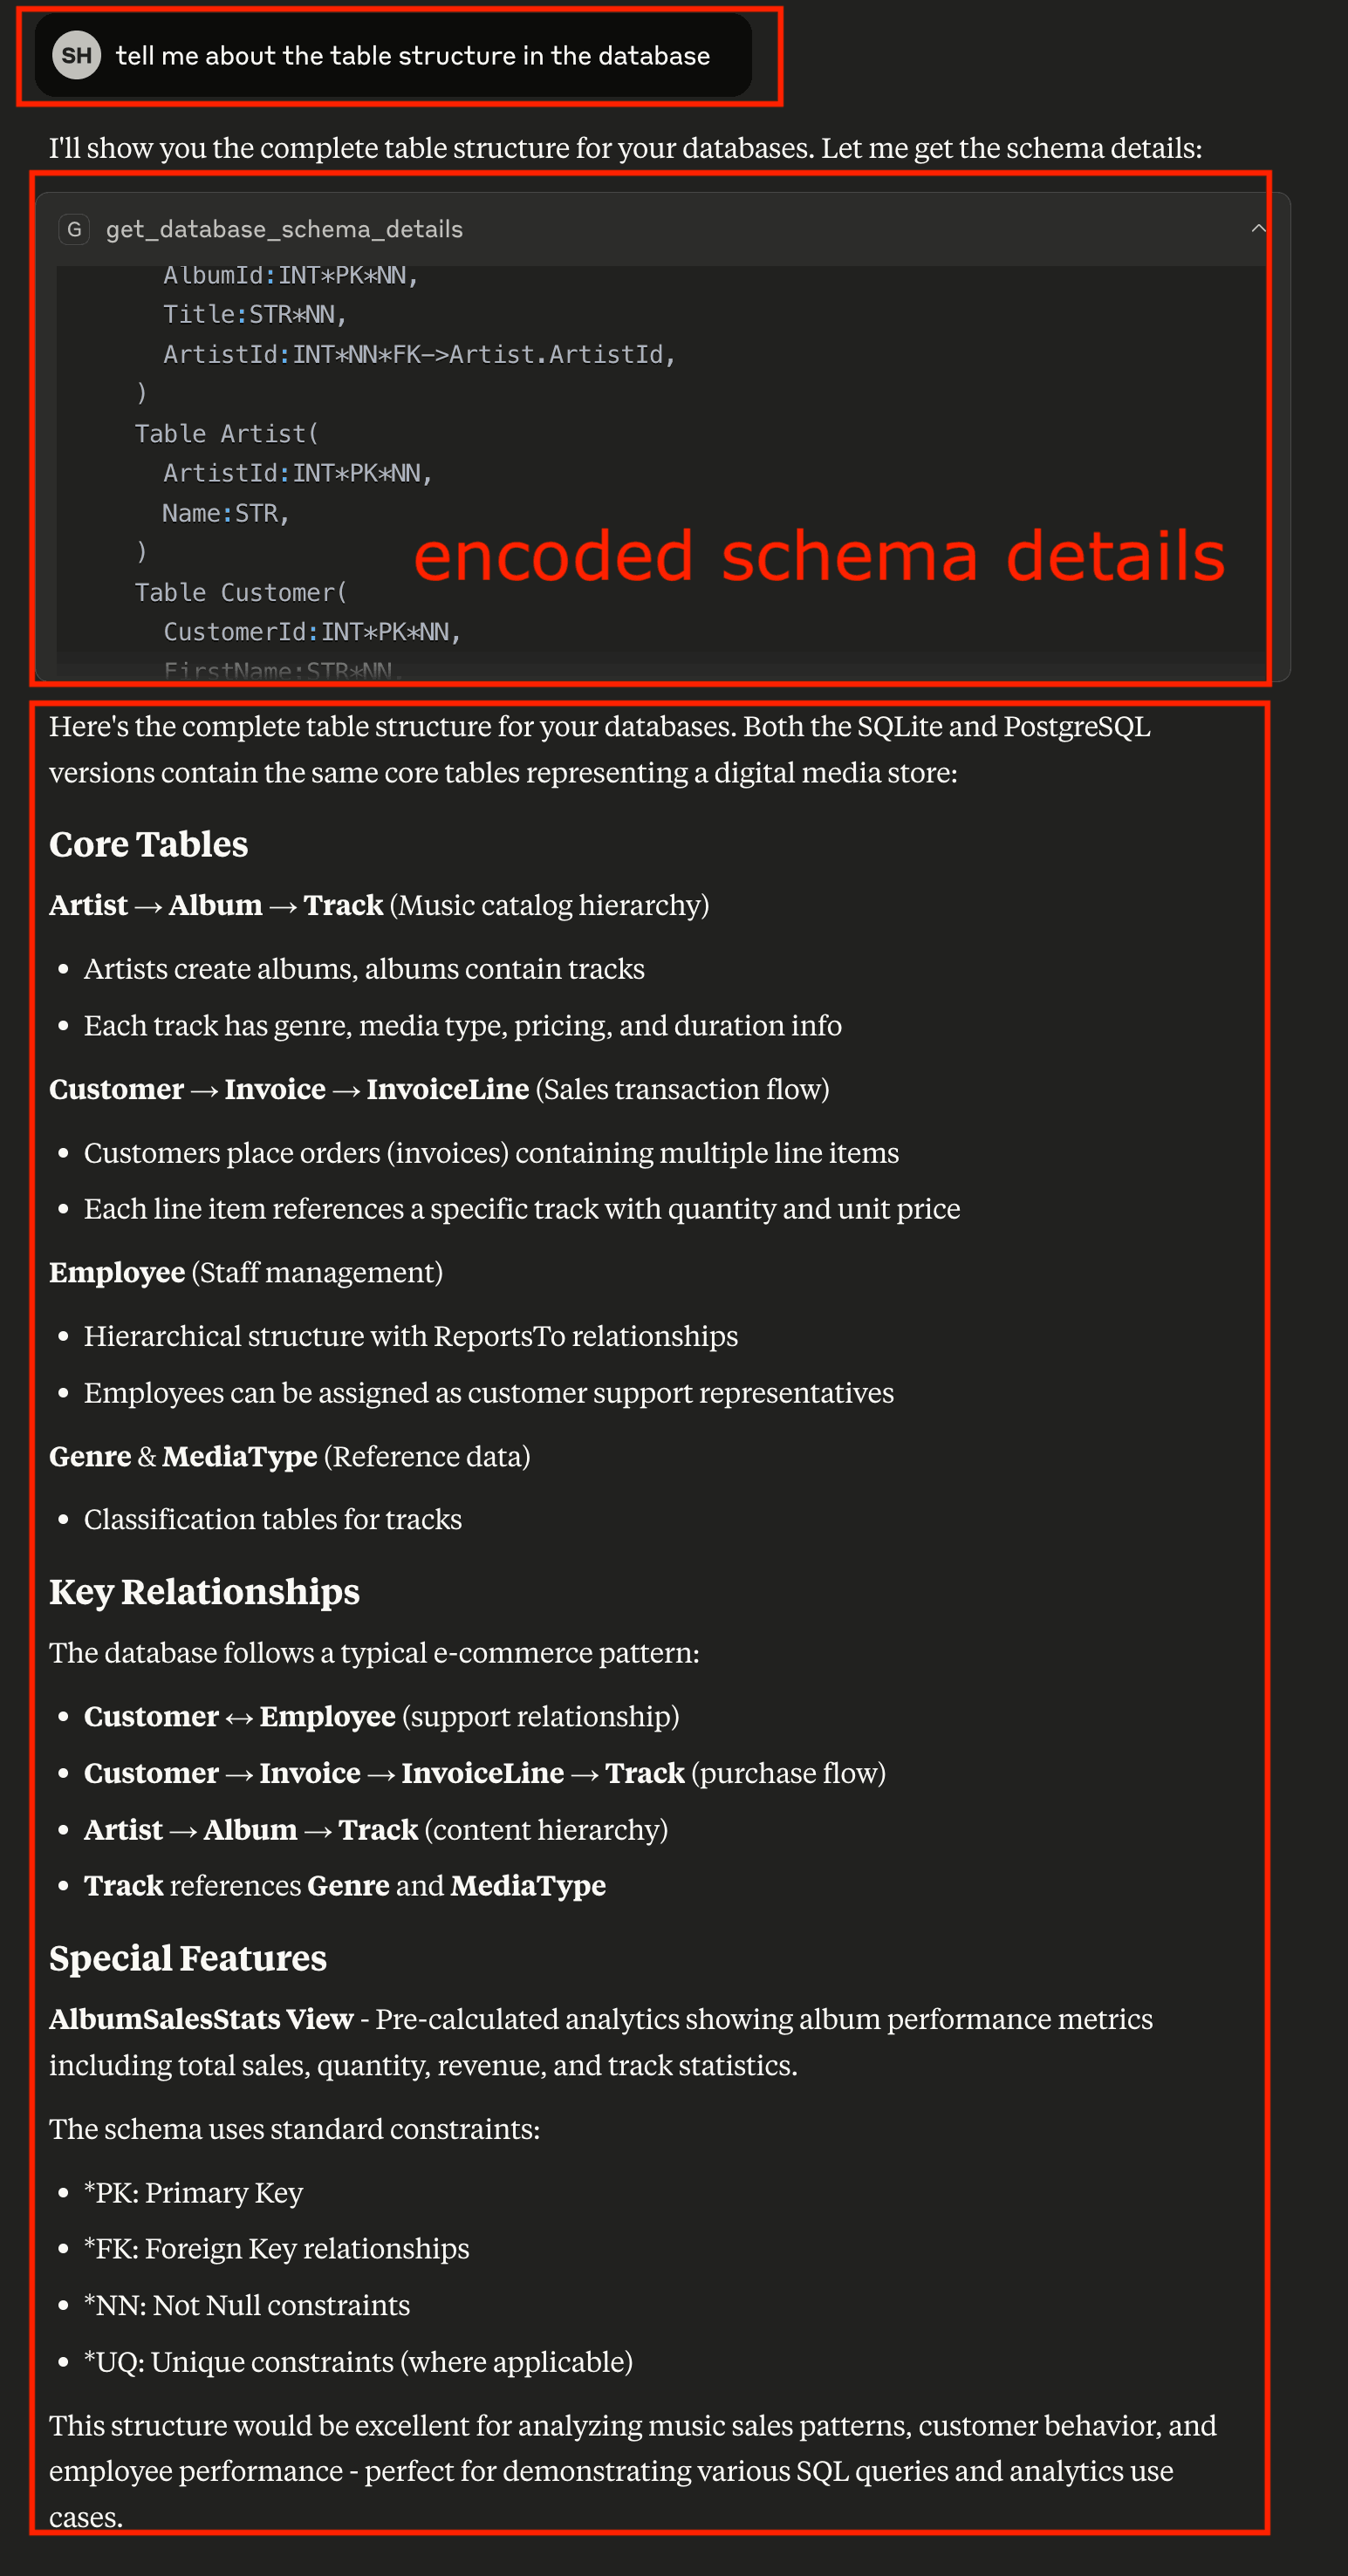 SH tell me about the table structure in the database
I'll show you the complete table structure for your databases. Let me get the schema details:
G get_database_schema_details
AlbumId:INT*PK*NN,
Title:STR*NN,
ArtistId:INT*NN*FK->Artist.ArtistId,
)
Table Artist(
ArtistId:INT*PK*NN,
Name:STR,
)
encoded schema details
Table Customer(
CustomerId:INT*PK*NN,
FirstName:STR*NN,
Here's the complete table structure for your databases. Both the SQLite and PostgreSQL
versions contain the same core tables representing a digital media store:
Core Tables
Artist → Album → Track (Music catalog hierarchy)
• Artists create albums, albums contain tracks
• Each track has genre, media type, pricing, and duration info
Customer → Invoice → InvoiceLine (Sales transaction flow)
• Customers place orders (invoices) containing multiple line items
• Each line item references a specific track with quantity and unit price
Employee (Staff management)
• Hierarchical structure with ReportsTo relationships
• Employees can be assigned as customer support representatives
Genre & MediaType (Reference data)
• Classification tables for tracks
Key Relationships
The database follows a typical e-commerce pattern:
• Customer ↔ Employee (support relationship)
• Customer → Invoice → InvoiceLine → Track (purchase flow)
• Artist → Album → Track (content hierarchy)
• Track references Genre and MediaType
Special Features
AlbumSalesStats View - Pre-calculated analytics showing album performance metrics
including total sales, quantity, revenue, and track statistics.
The schema uses standard constraints:
• *PK: Primary Key
• *FK: Foreign Key relationships
• *NN: Not Null constraints
• *UQ: Unique constraints (where applicable)
This structure would be excellent for analyzing music sales patterns, customer behavior, and
employee performance - perfect for demonstrating various SQL queries and analytics use
cases.